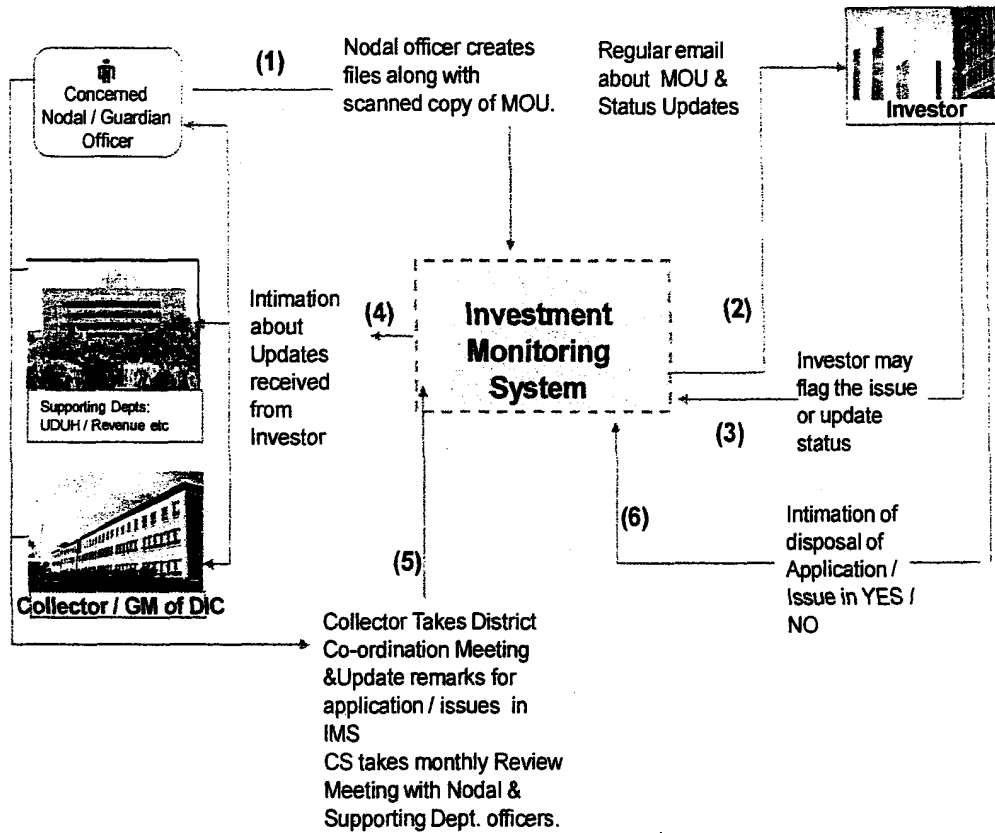 (1)
Nodal officer creates
files along with
scanned copy of MOU.
Concerned
Nodal / Guardian
Officer
Regular email
about MOU &
Status Updates
Investor
Supporting Depts:
UDUH / Revenue etc
Intimation
about
Updates
received
from
Investor
(4)
Investment
Monitoring
System
(2)
Investor may
flag the issue
or update
status
(3)
Collector / GM of DIC
(5)
(6)
Intimation of
disposal of
Application /
Issue in YES /
NO
Collector Takes District
Co-ordination Meeting
&Update remarks for
application / issues in
IMS
CS takes monthly Review
Meeting with Nodal &
Supporting Dept. officers.